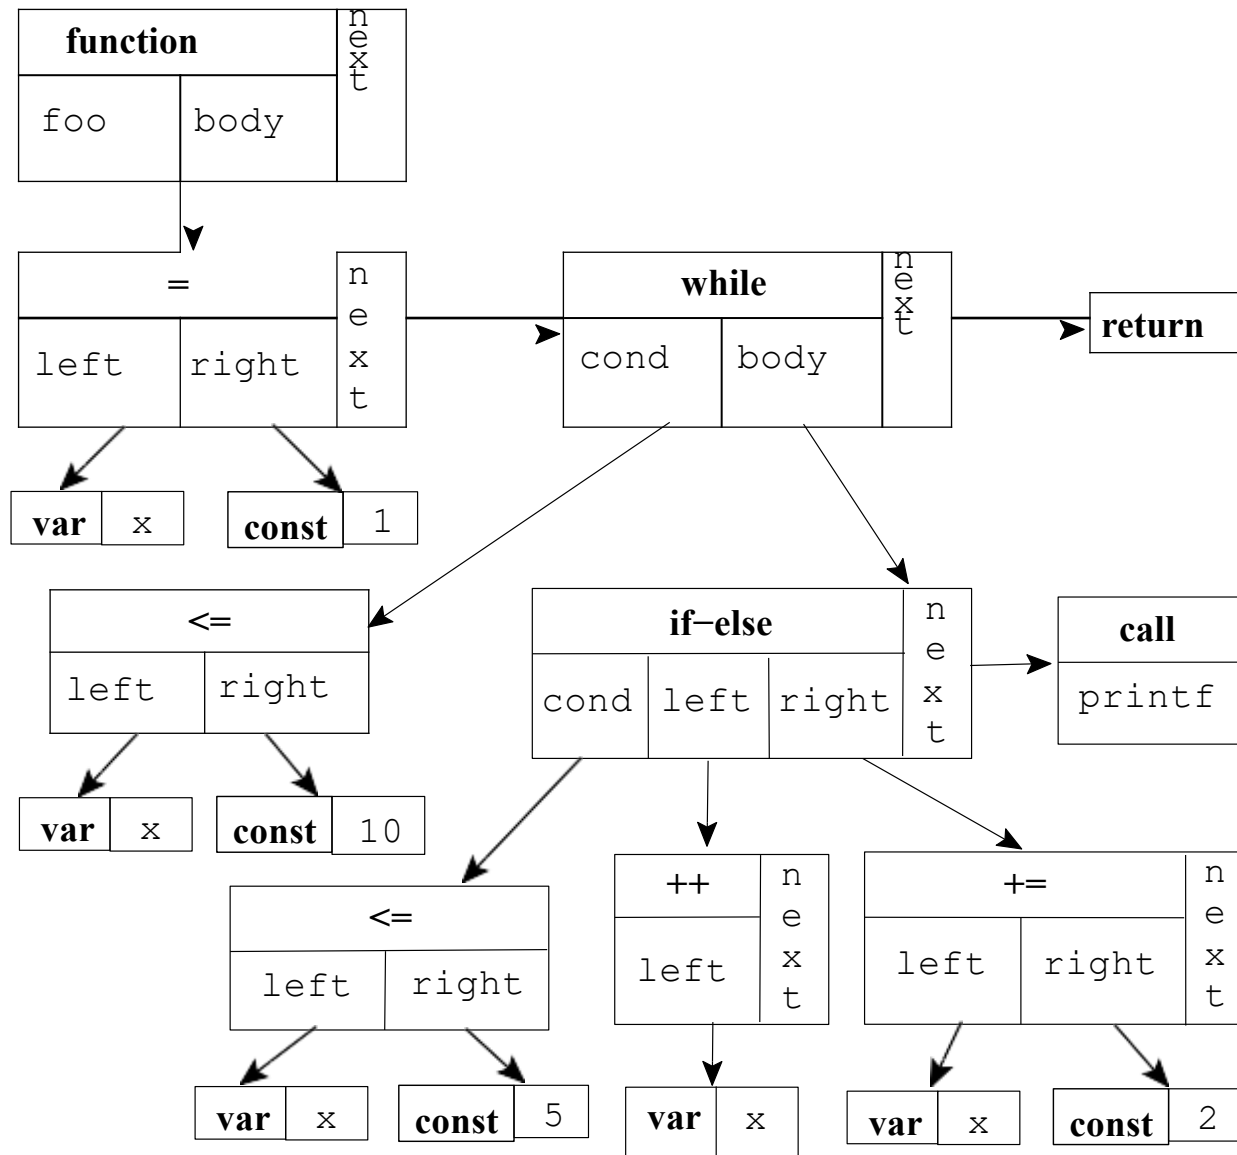 function next
foo body
= next
left right
while next
cond body
return
var x
const 1
<=
left right
if−else next
cond left right
call
printf
var x
const 10
<=
left right
++ next
left
+= next
left right
var x
const 5
var x
var x
const 2